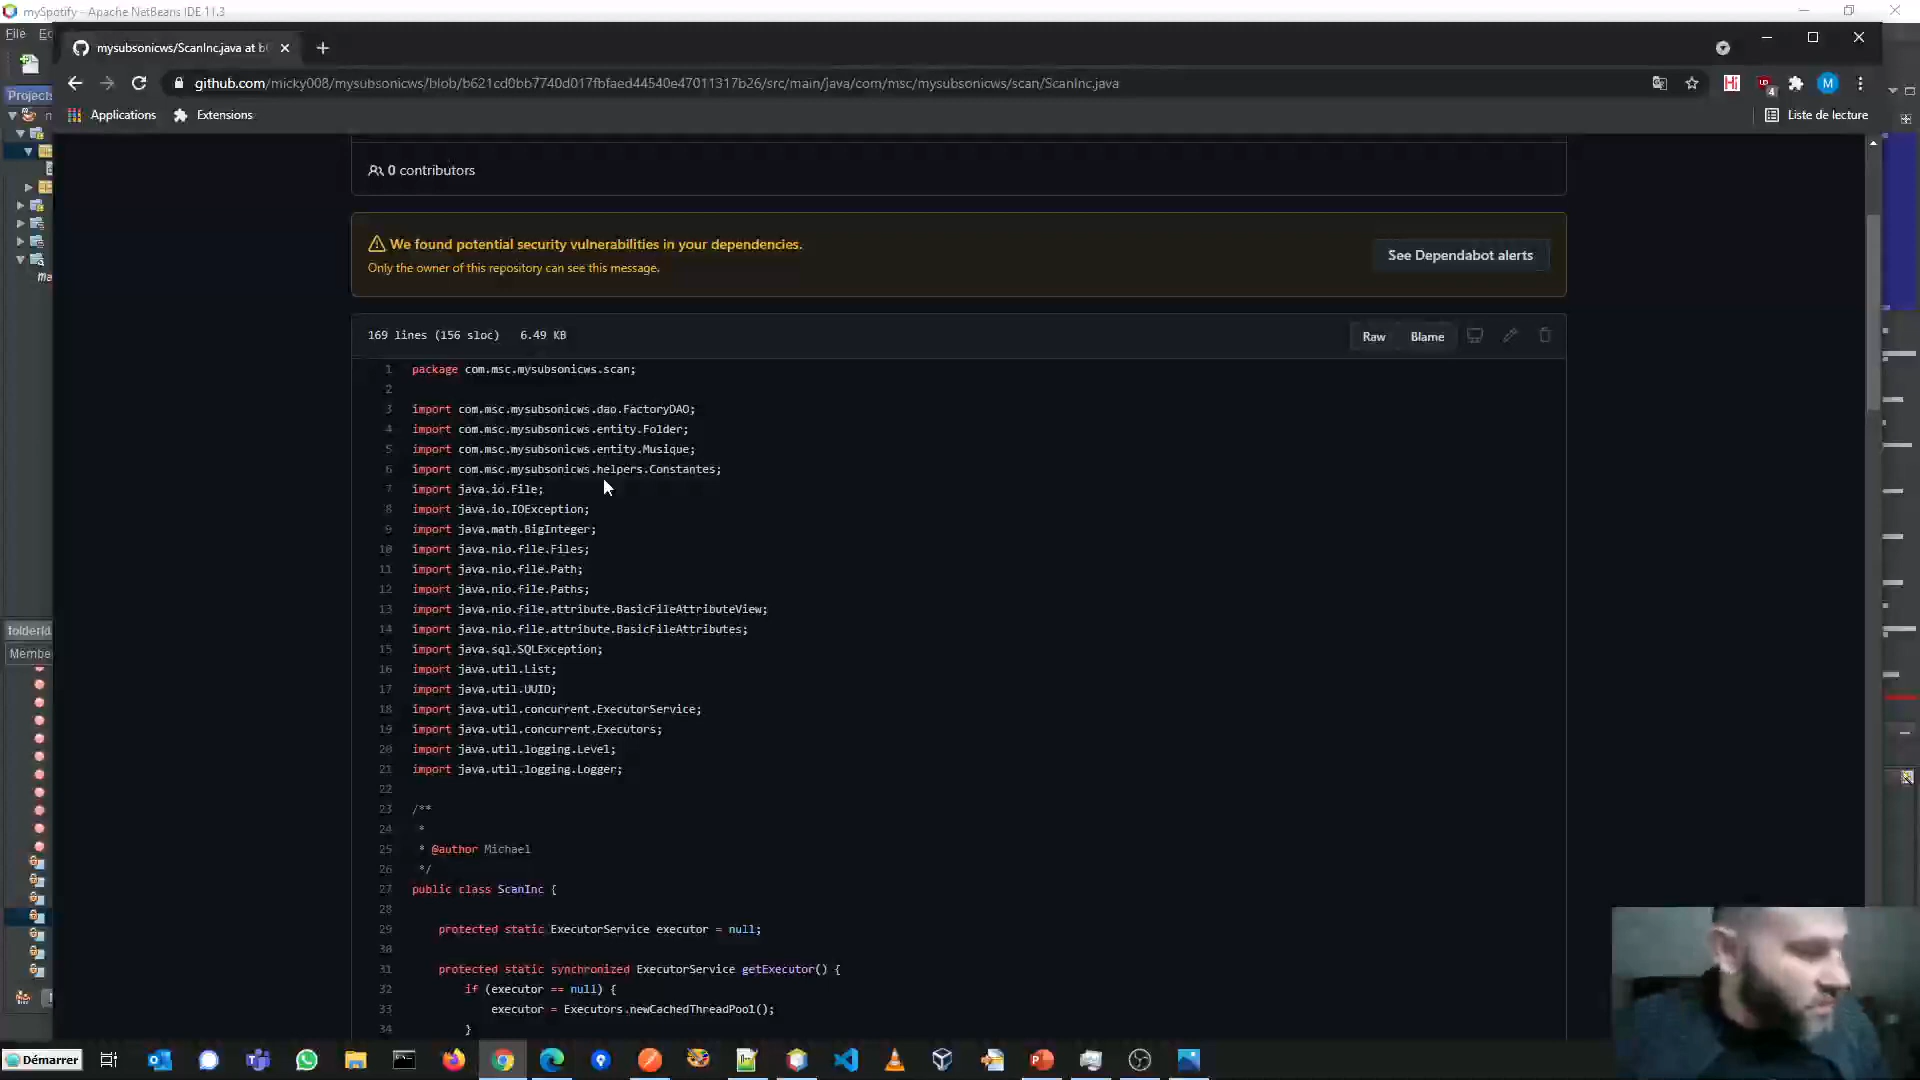 mySpotify - Apache NetBeans IDE 11.3
File
mysubsonicws/ScanInc.java at b
github.com/micky008/mysubsonicws/blob/b621cd0bb7740d017fbfaed44540e47011317b26/src/main/java/com/msc/mysubsonicws/scan/ScanInc.java
Applications
Extensions
Liste de lecture
Projects
0 contributors
We found potential security vulnerabilities in your dependencies.
Only the owner of this repository can see this message.
See Dependabot alerts
169 lines (156 sloc) 6.49 KB
Raw
Blame
1 package com.msc.mysubsonicws.scan;
2
3 import com.msc.mysubsonicws.dao.FactoryDAO;
4 import com.msc.mysubsonicws.entity.Folder;
5 import com.msc.mysubsonicws.entity.Musique;
6 import com.msc.mysubsonicws.helpers.Constantes;
7 import java.io.File;
8 import java.io.IOException;
9 import java.math.BigInteger;
10 import java.nio.file.Files;
11 import java.nio.file.Path;
12 import java.nio.file.Paths;
13 import java.nio.file.attribute.BasicFileAttributeView;
14 import java.nio.file.attribute.BasicFileAttributes;
15 import java.sql.SQLException;
16 import java.util.List;
17 import java.util.UUID;
18 import java.util.concurrent.ExecutorService;
19 import java.util.concurrent.Executors;
20 import java.util.logging.Level;
21 import java.util.logging.Logger;
22
23 /**
24 *
25 * @author Michael
26 */
27 public class ScanInc {
28
29 protected static ExecutorService executor = null;
30
31 protected static synchronized ExecutorService getExecutor() {
32 if (executor == null) {
33 executor = Executors.newCachedThreadPool();
34 }
Membe
Démarrer